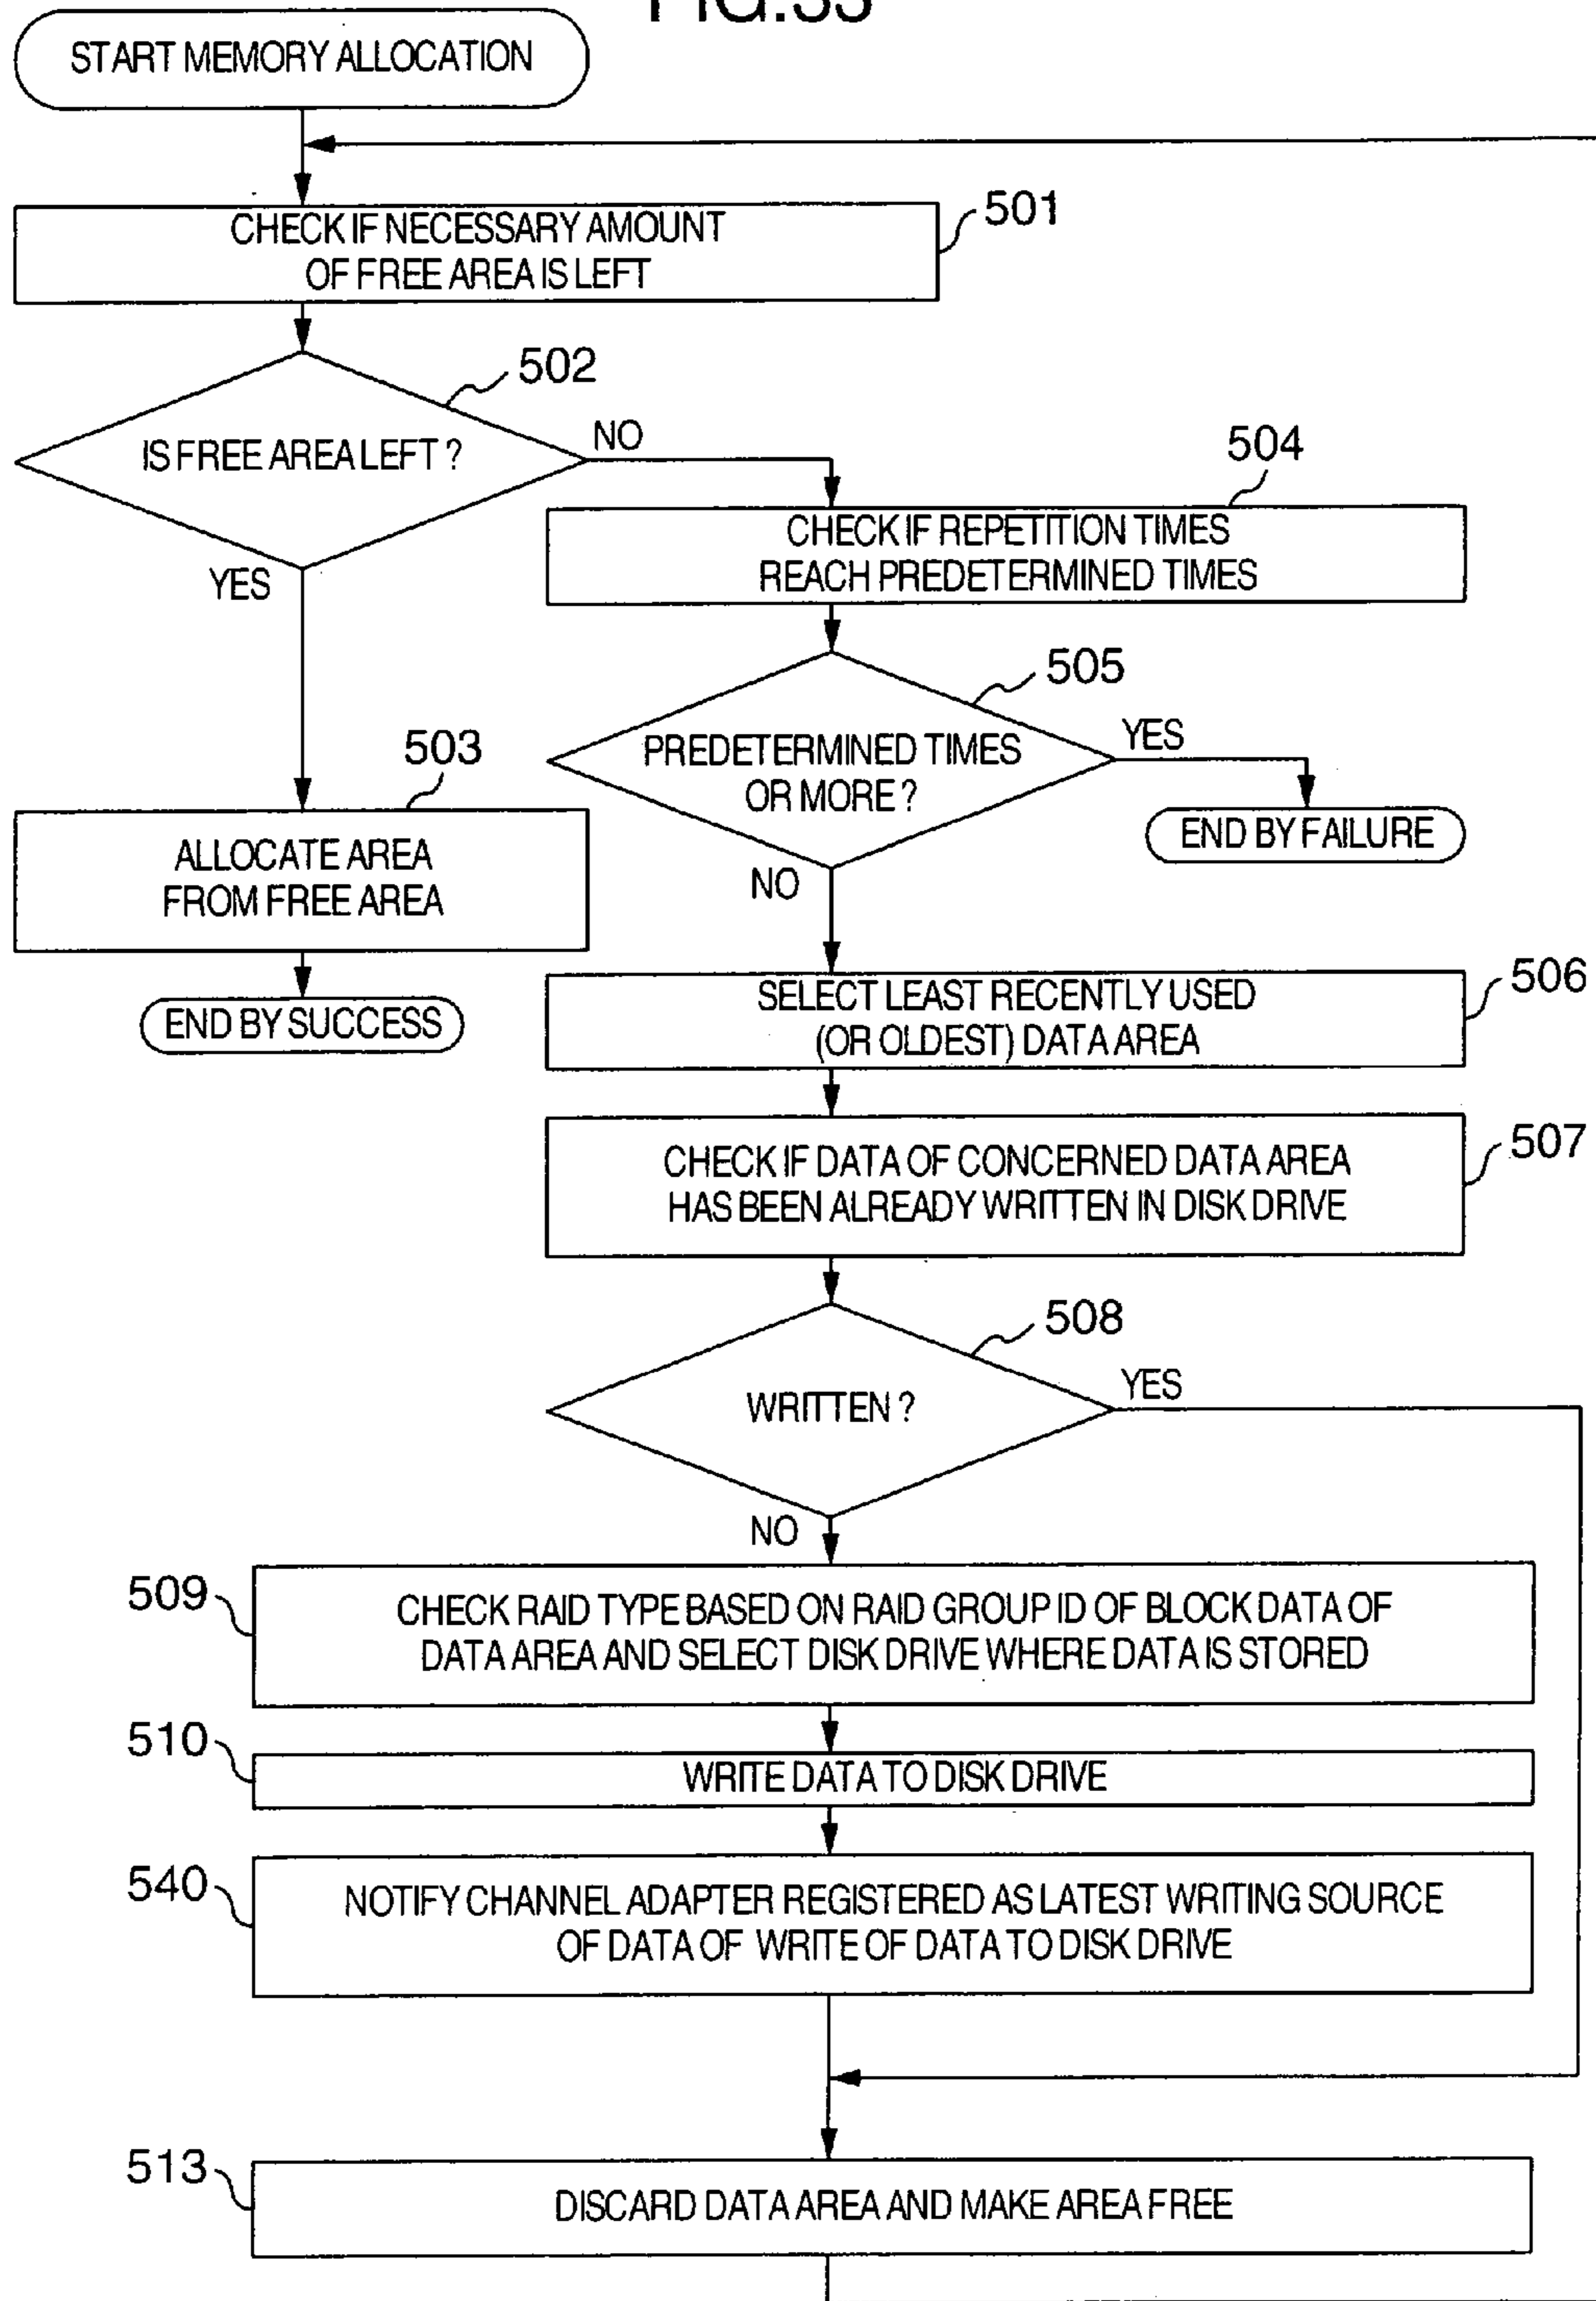 FIG.33
START MEMORY ALLOCATION
CHECK IF NECESSARY AMOUNT
OF FREE AREA IS LEFT
501
IS FREE AREA LEFT ?
502
NO
YES
504
CHECK IF REPETITION TIMES
REACH PREDETERMINED TIMES
505
PREDETERMINED TIMES
OR MORE ?
YES
NO
503
ALLOCATE AREA
FROM FREE AREA
END BY FAILURE
END BY SUCCESS
SELECT LEAST RECENTLY USED
(OR OLDEST) DATA AREA
506
CHECK IF DATA OF CONCERNED DATA AREA
HAS BEEN ALREADY WRITTEN IN DISK DRIVE
507
508
WRITTEN ?
YES
NO
509
CHECK RAID TYPE BASED ON RAID GROUP ID OF BLOCK DATA OF
DATA AREA AND SELECT DISK DRIVE WHERE DATA IS STORED
510
WRITE DATA TO DISK DRIVE
540
NOTIFY CHANNEL ADAPTER REGISTERED AS LATEST WRITING SOURCE
OF DATA OF WRITE OF DATA TO DISK DRIVE
513
DISCARD DATA AREA AND MAKE AREA FREE